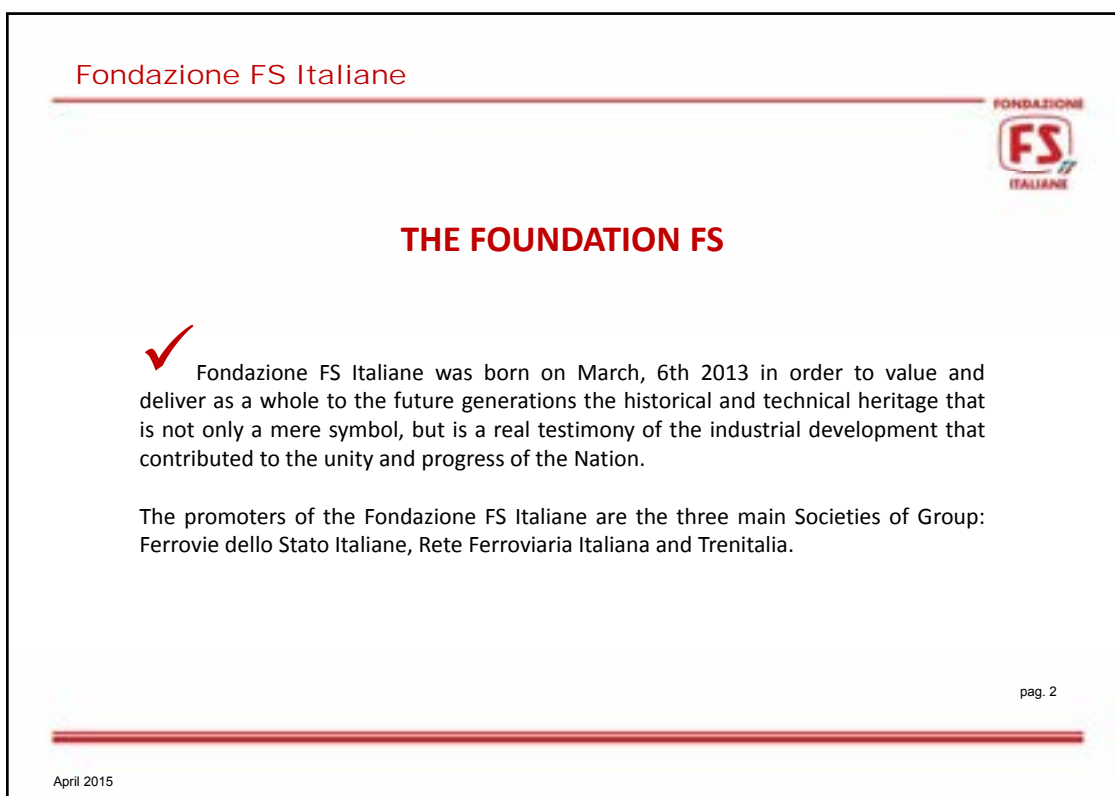 Fondazione FS Italiane
FONDAZIONE
FS
ITALIANE
THE FOUNDATION FS
Fondazione FS Italiane was born on March, 6th 2013 in order to value and
deliver as a whole to the future generations the historical and technical heritage that
is not only a mere symbol, but is a real testimony of the industrial development that
contributed to the unity and progress of the Nation.
The promoters of the Fondazione FS Italiane are the three main Societies of Group:
Ferrovie dello Stato Italiane, Rete Ferroviaria Italiana and Trenitalia.
pag. 2
April 2015